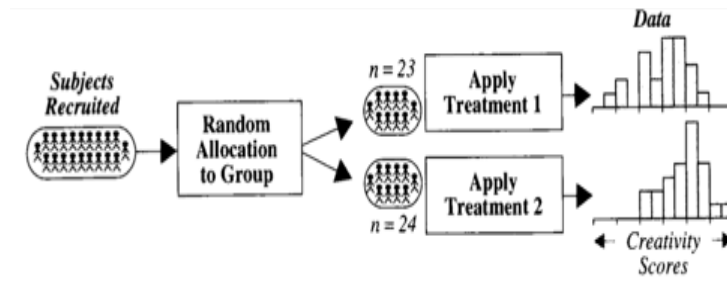 Subjects
Recruited
Random
Allocation
to Group
n = 23
Apply
Treatment 1
n = 24
Apply
Treatment 2
Data
Creativity
Scores